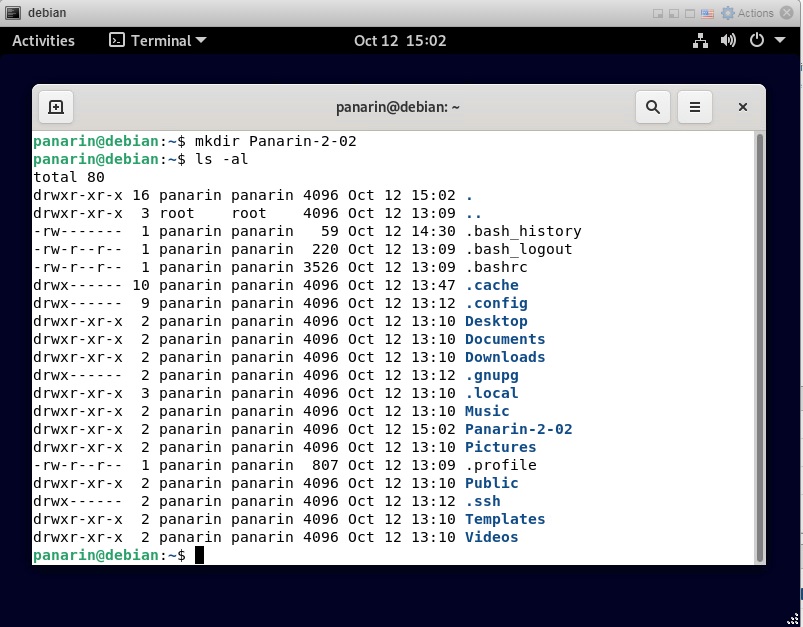 debian Actions
Activities Terminal Oct 12 15:02
panarin@debian: ~
panarin@debian:~$ mkdir Panarin-2-02
panarin@debian:~$ ls -al
total 80
drwxr-xr-x 16 panarin panarin 4096 Oct 12 15:02 .
drwxr-xr-x  3 root    root    4096 Oct 12 13:09 ..
-rw-------  1 panarin panarin   59 Oct 12 14:30 .bash_history
-rw-r--r--  1 panarin panarin  220 Oct 12 13:09 .bash_logout
-rw-r--r--  1 panarin panarin 3526 Oct 12 13:09 .bashrc
drwx------ 10 panarin panarin 4096 Oct 12 13:47 .cache
drwx------  9 panarin panarin 4096 Oct 12 13:12 .config
drwxr-xr-x  2 panarin panarin 4096 Oct 12 13:10 Desktop
drwxr-xr-x  2 panarin panarin 4096 Oct 12 13:10 Documents
drwxr-xr-x  2 panarin panarin 4096 Oct 12 13:10 Downloads
drwx------  2 panarin panarin 4096 Oct 12 13:12 .gnupg
drwxr-xr-x  3 panarin panarin 4096 Oct 12 13:10 .local
drwxr-xr-x  2 panarin panarin 4096 Oct 12 13:10 Music
drwxr-xr-x  2 panarin panarin 4096 Oct 12 15:02 Panarin-2-02
drwxr-xr-x  2 panarin panarin 4096 Oct 12 13:10 Pictures
-rw-r--r--  1 panarin panarin  807 Oct 12 13:09 .profile
drwxr-xr-x  2 panarin panarin 4096 Oct 12 13:10 Public
drwx------  2 panarin panarin 4096 Oct 12 13:12 .ssh
drwxr-xr-x  2 panarin panarin 4096 Oct 12 13:10 Templates
drwxr-xr-x  2 panarin panarin 4096 Oct 12 13:10 Videos
panarin@debian:~$